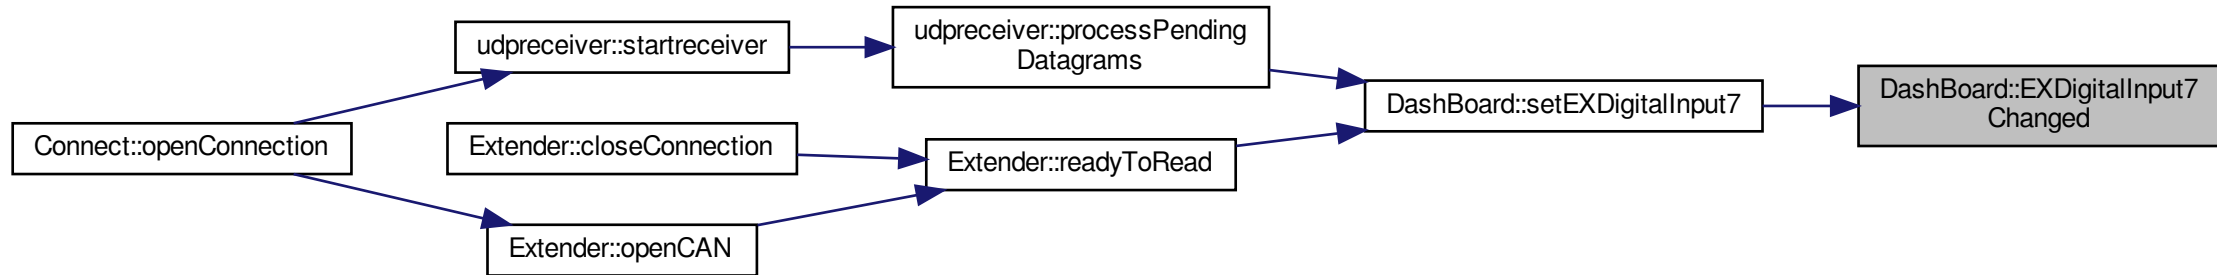 Connect::openConnection
udpreceiver::startreceiver
Extender::closeConnection
Extender::openCAN
udpreceiver::processPending
Datagrams
Extender::readyToRead
DashBoard::setEXDigitalInput7
DashBoard::EXDigitalInput7
Changed